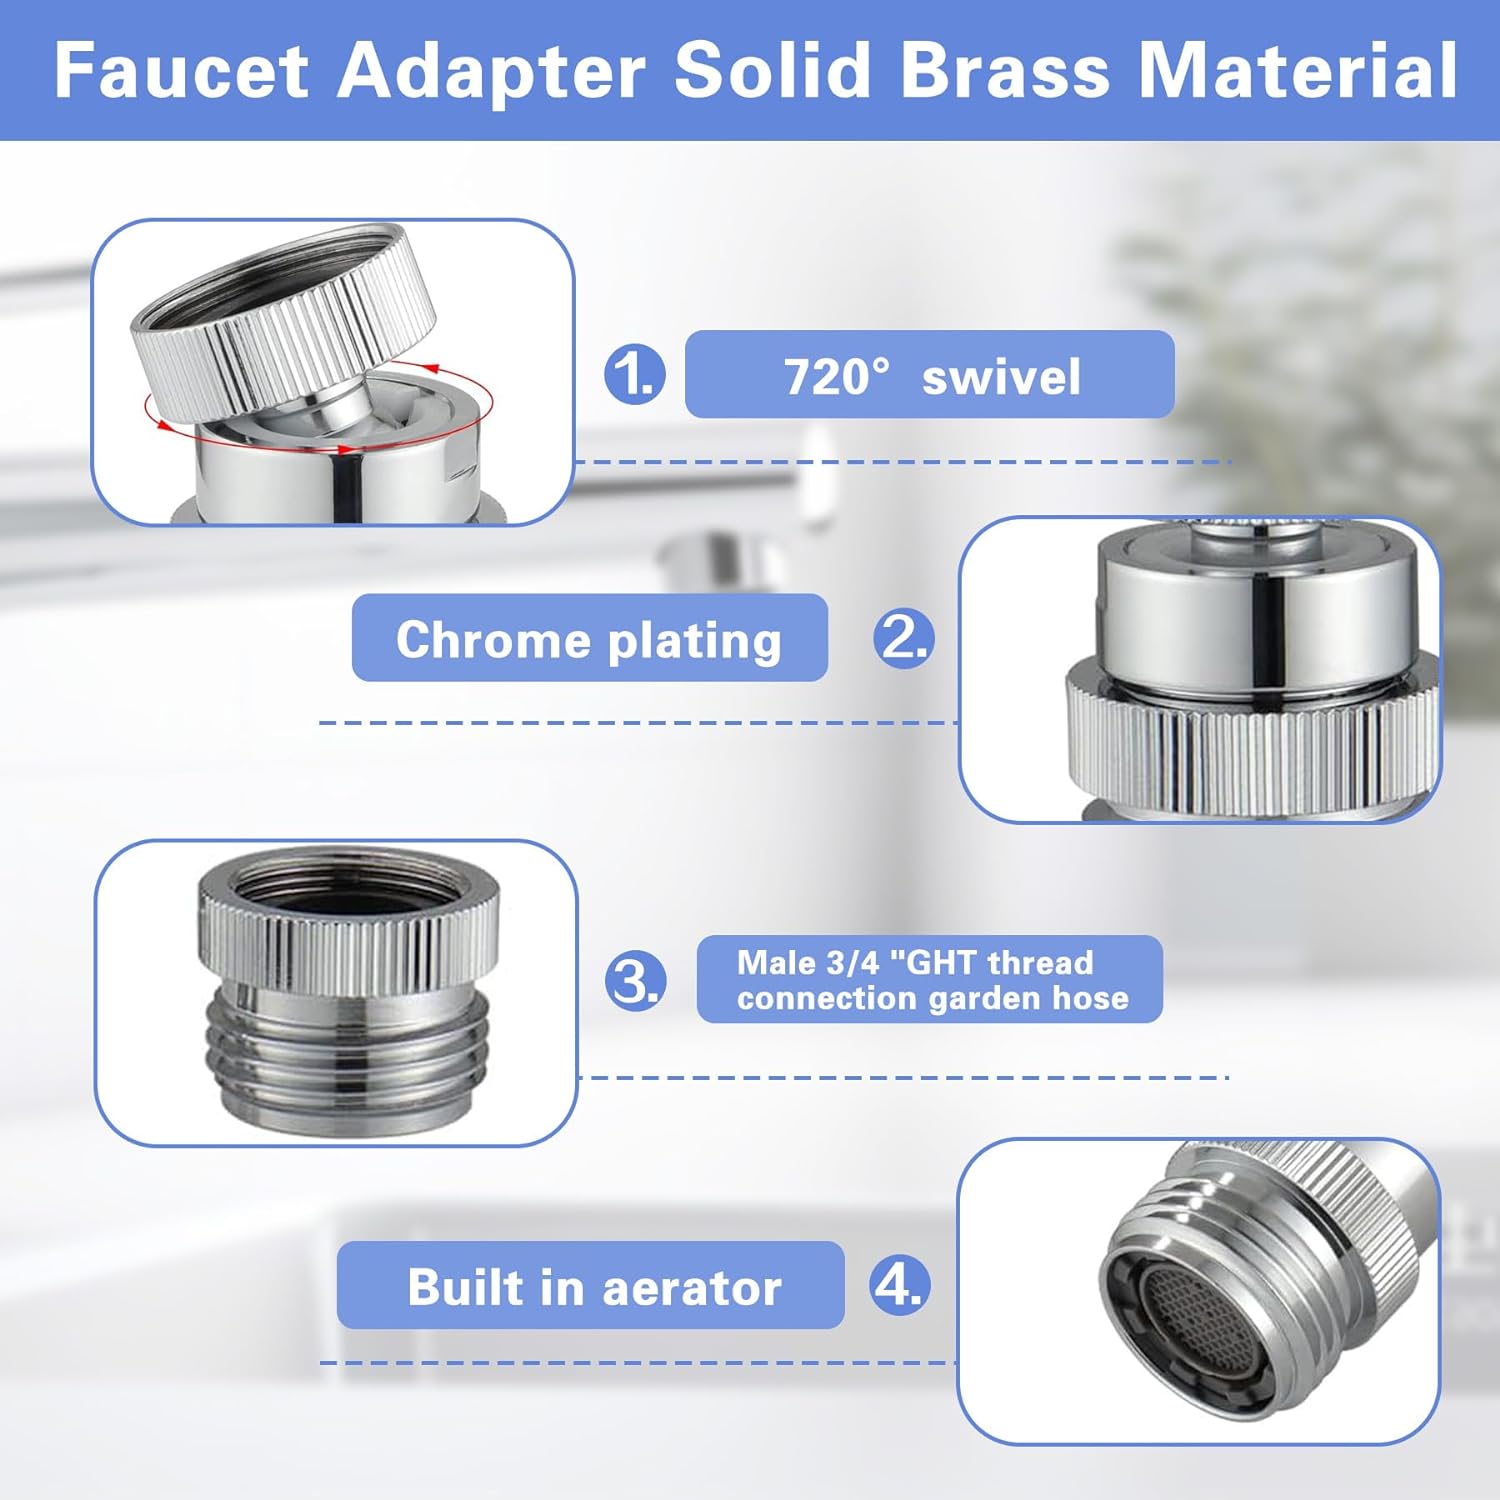 Faucet Adapter Solid Brass Material
1. 720° swivel
Chrome plating 2.
3. Male 3/4 "GHT thread
connection garden hose
Built in aerator 4.